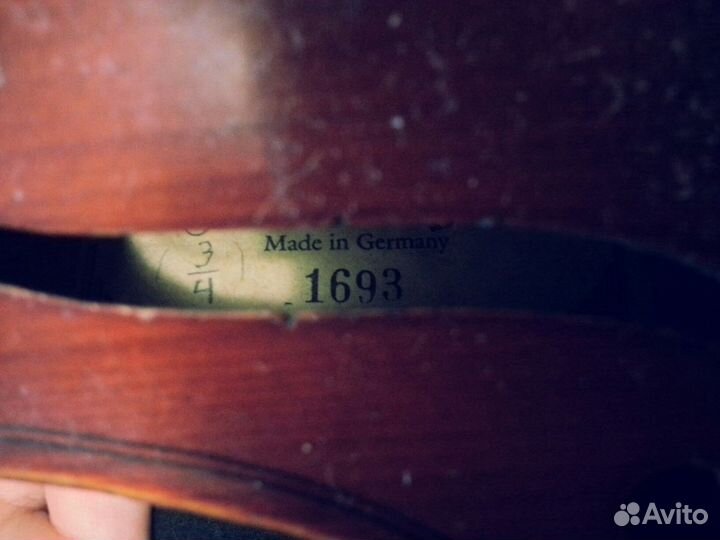 (3/4)
Made in Germany
1693
Avito